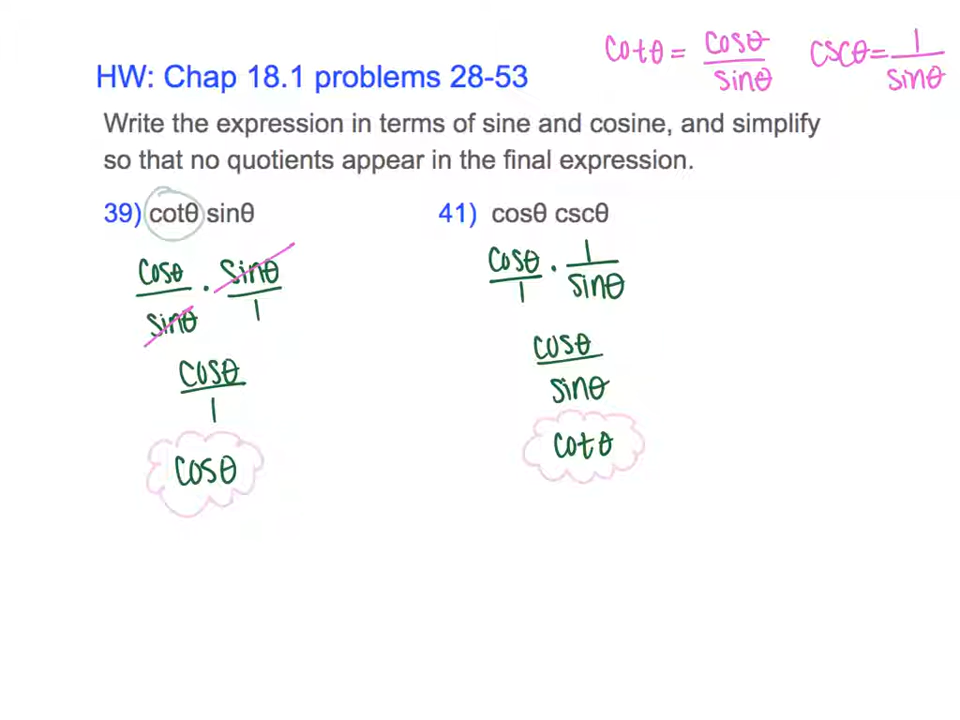 cotθ = cosθ/sinθ cscθ = 1/sinθ
HW: Chap 18.1 problems 28-53
Write the expression in terms of sine and cosine, and simplify
so that no quotients appear in the final expression.
39) cotθ sinθ
cosθ/sinθ · sinθ/1
cosθ/1
cosθ
41) cosθ cscθ
cosθ/1 · 1/sinθ
cosθ/sinθ
cotθ